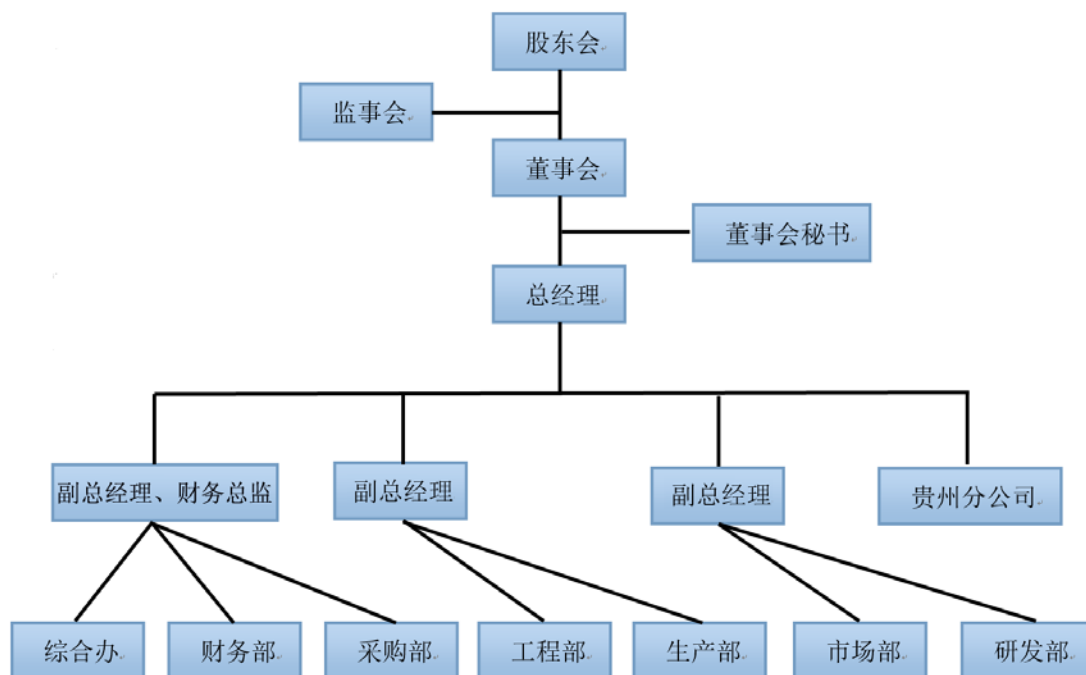 股东会
监事会
董事会
董事会秘书
总经理
副总经理、财务总监
副总经理
副总经理
贵州分公司
综合办
财务部
采购部
工程部
生产部
市场部
研发部